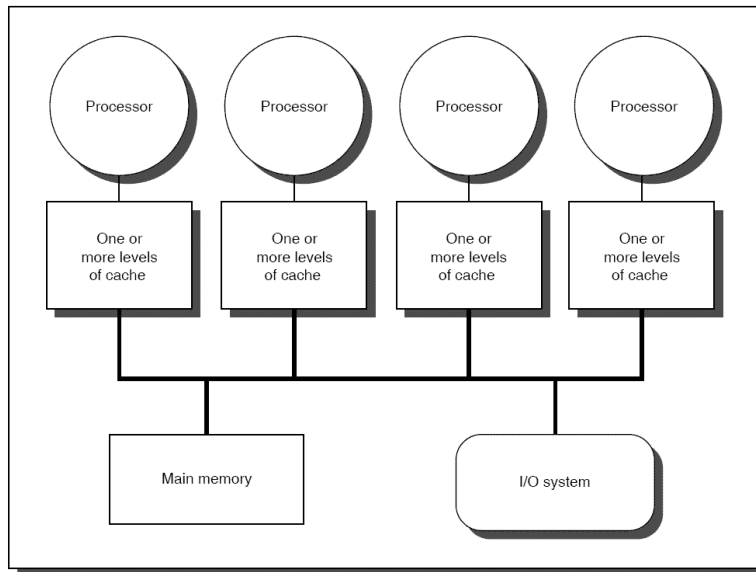 Processor
Processor
Processor
Processor
One or
more levels
of cache
One or
more levels
of cache
One or
more levels
of cache
One or
more levels
of cache
Main memory
I/O system